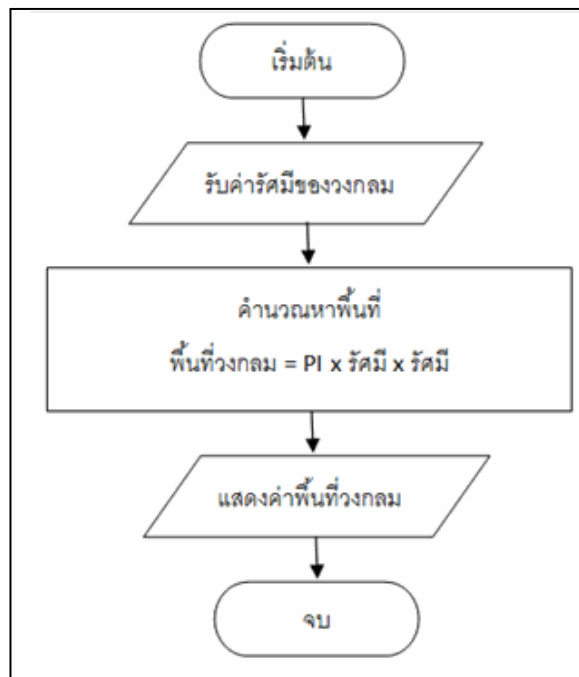 เริ่มต้น
รับค่ารัศมีของวงกลม
คำนวณหาพื้นที่
พื้นที่วงกลม = PI x รัศมี x รัศมี
แสดงค่าพื้นที่วงกลม
จบ